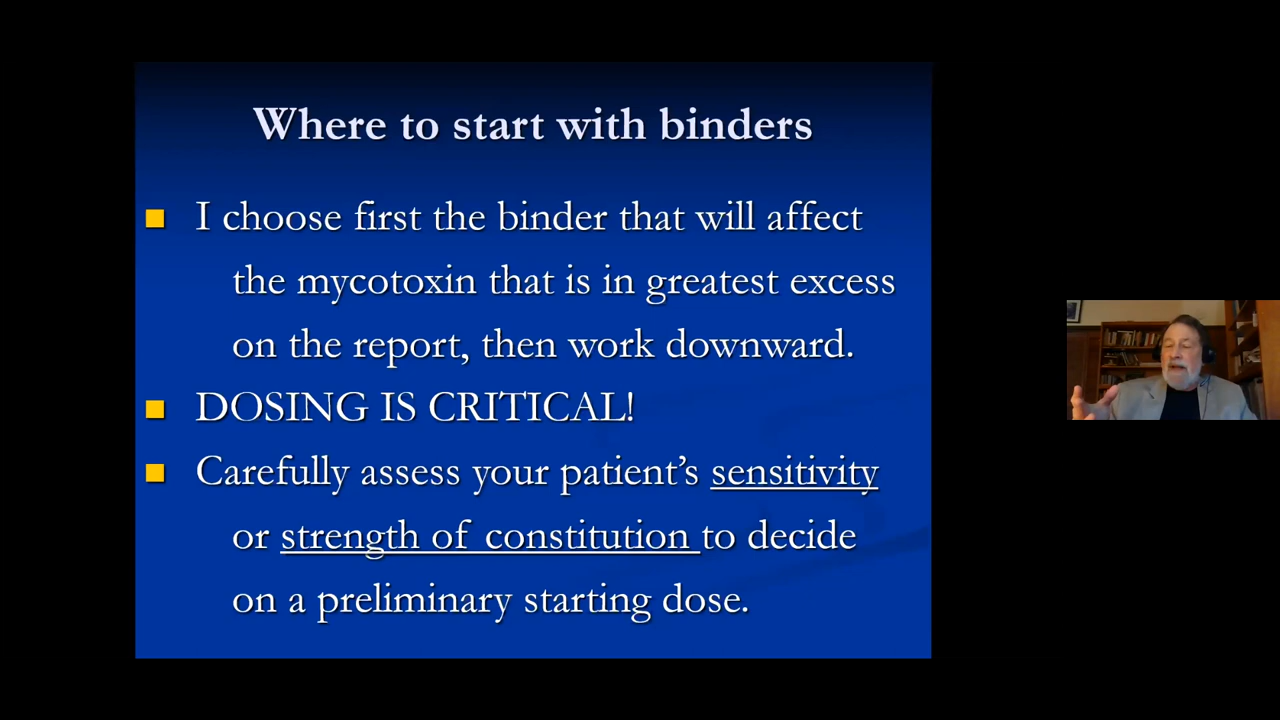 Where to start with binders
I choose first the binder that will affect
the mycotoxin that is in greatest excess
on the report, then work downward.
DOSING IS CRITICAL!
Carefully assess your patient’s sensitivity
or strength of constitution to decide
on a preliminary starting dose.